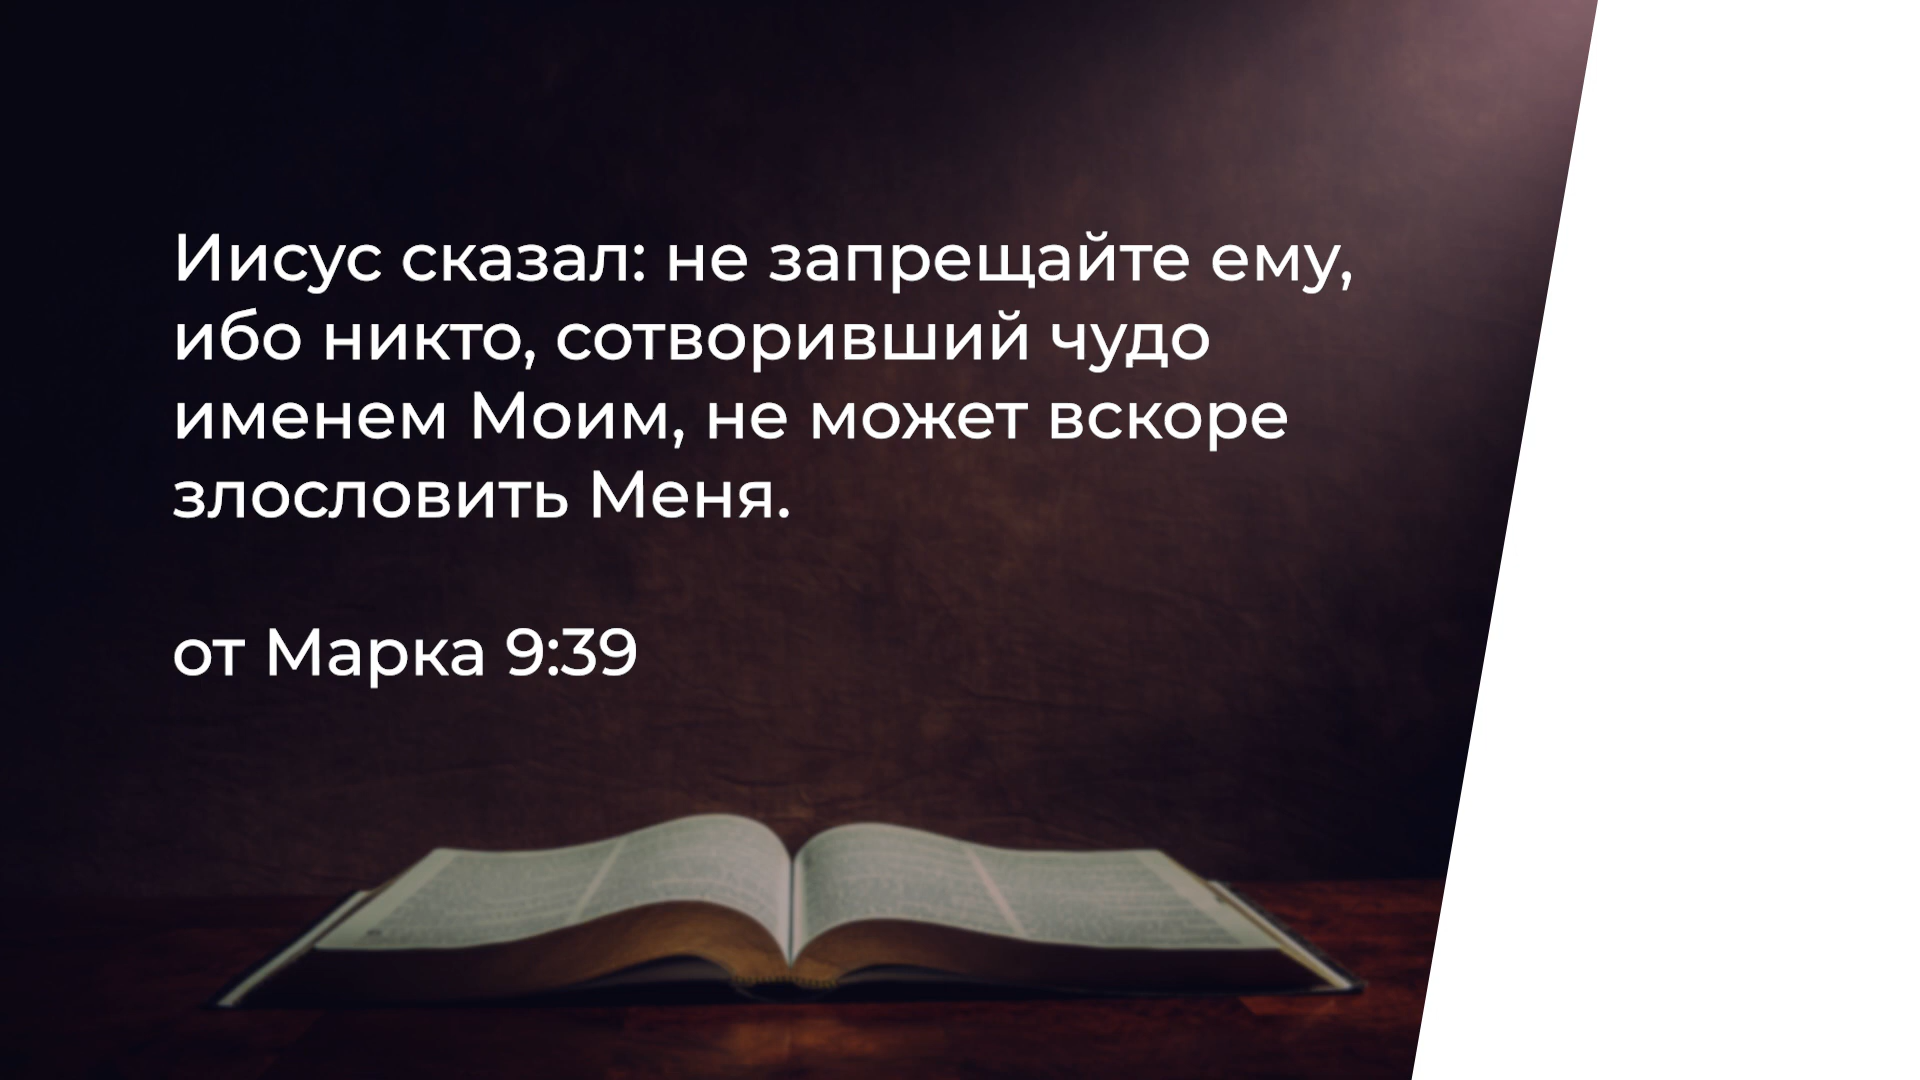 Иисус сказал: не запрещайте ему,
ибо никто, сотворивший чудо
именем Моим, не может вскоре
злословить Меня.
от Марка 9:39